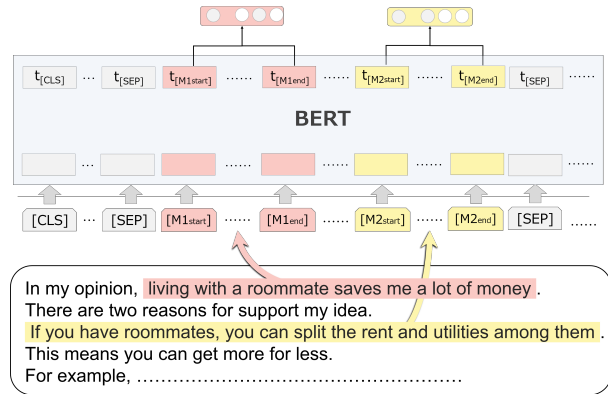 t[CLS] ... t[SEP] t[M1start] ...... t[M1end] ...... t[M2start] ...... t[M2end] t[SEP] ......
BERT
... ...... ...... ...... ......
[CLS] ... [SEP] [M1start] ...... [M1end] ...... [M2start] ...... [M2end] [SEP] ......
In my opinion, living with a roommate saves me a lot of money .
There are two reasons for support my idea.
If you have roommates, you can split the rent and utilities among them .
This means you can get more for less.
For example, ……………………………………………